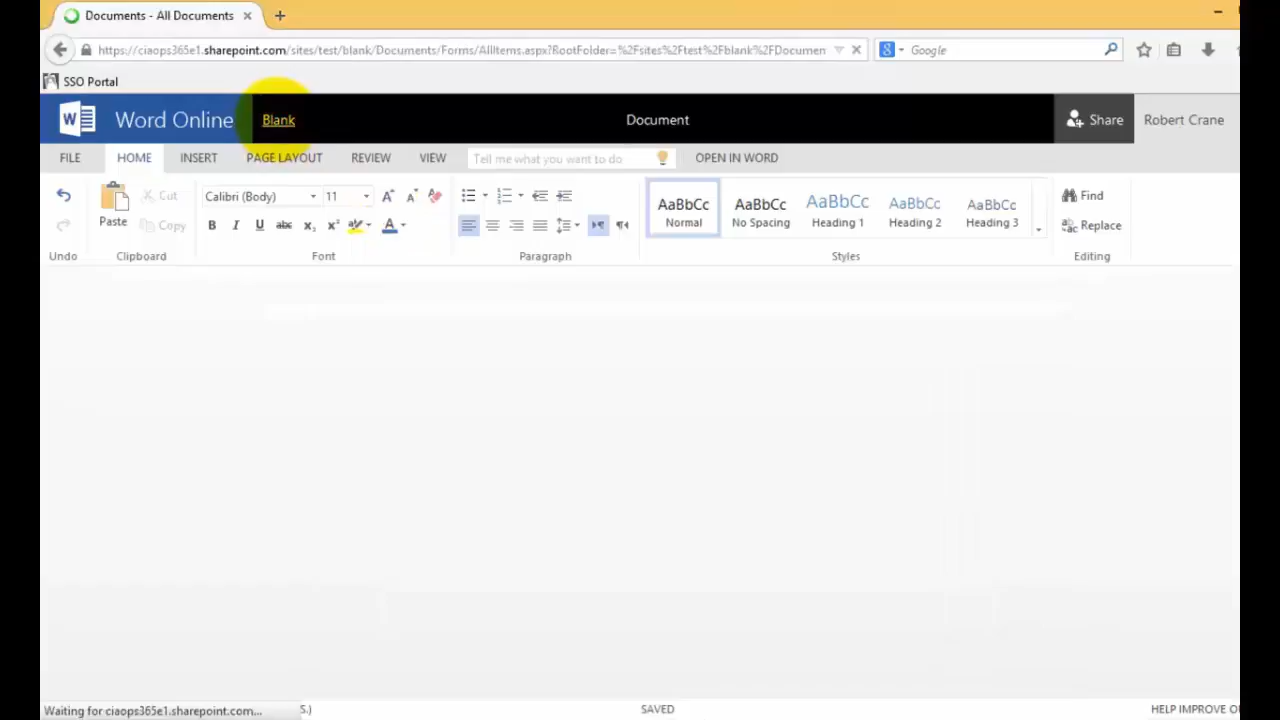 Documents - All Documents
https://ciaops365e1.sharepoint.com/sites/test/blank/Documents/Forms/AllItems.aspx?RootFolder=%2Fsites%2Ftest%2Fblank%2FDocumen
Google
SSO Portal
Word Online Blank Document Share Robert Crane
FILE HOME INSERT PAGE LAYOUT REVIEW VIEW Tell me what you want to do OPEN IN WORD
Cut Calibri (Body) 11 AaBbCc AaBbCc AaBbCc AaBbCc AaBbCc Find
Paste Copy B I U abc Normal No Spacing Heading 1 Heading 2 Heading 3 Replace
Undo Clipboard Font Paragraph Styles Editing
Waiting for ciaops365e1.sharepoint.com... S.) SAVED HELP IMPROVE O